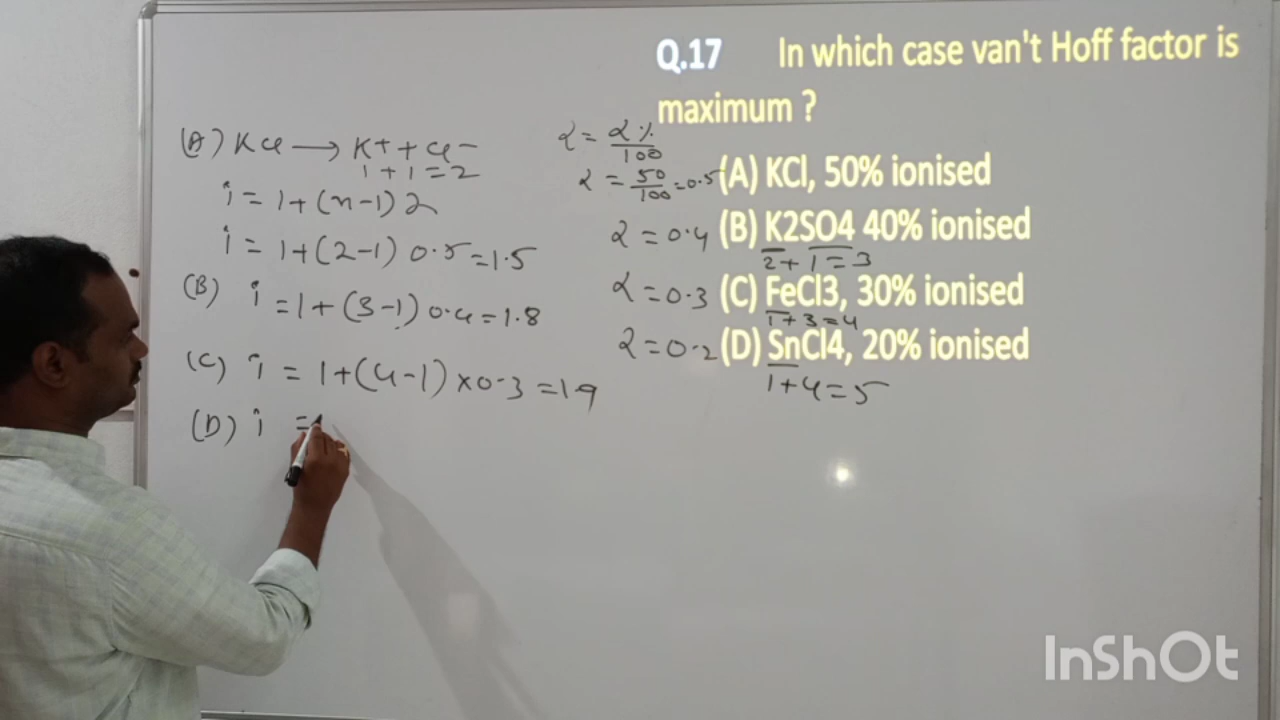 Q.17 In which case van't Hoff factor is
maximum ?
(A) KCl, 50% ionised
(B) K2SO4 40% ionised
2 + 1 = 3
(C) FeCl3, 30% ionised
1 + 3 = 4
(D) SnCl4, 20% ionised
1 + 4 = 5
(A) KCl ⟶ K+ + Cl-
1 + 1 = 2
i = 1 + (n-1) α
i = 1 + (2-1) 0.5 = 1.5
(B) i = 1 + (3-1) 0.4 = 1.8
(C) i = 1 + (4-1) × 0.3 = 1.9
(D) i =
α = α% / 100
α = 50 / 100 = 0.5
α = 0.4
α = 0.3
α = 0.2
InShOt